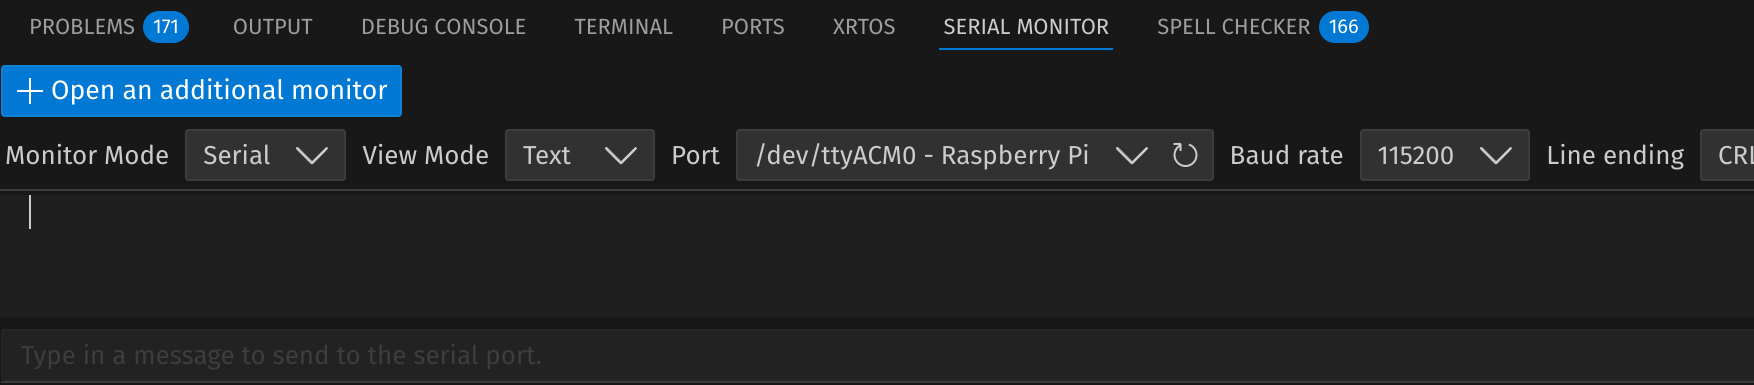 PROBLEMS 171 OUTPUT DEBUG CONSOLE TERMINAL PORTS XRTOS SERIAL MONITOR SPELL CHECKER 166
Open an additional monitor
Monitor Mode Serial View Mode Text Port /dev/ttyACM0 - Raspberry Pi Baud rate 115200 Line ending
Type in a message to send to the serial port.